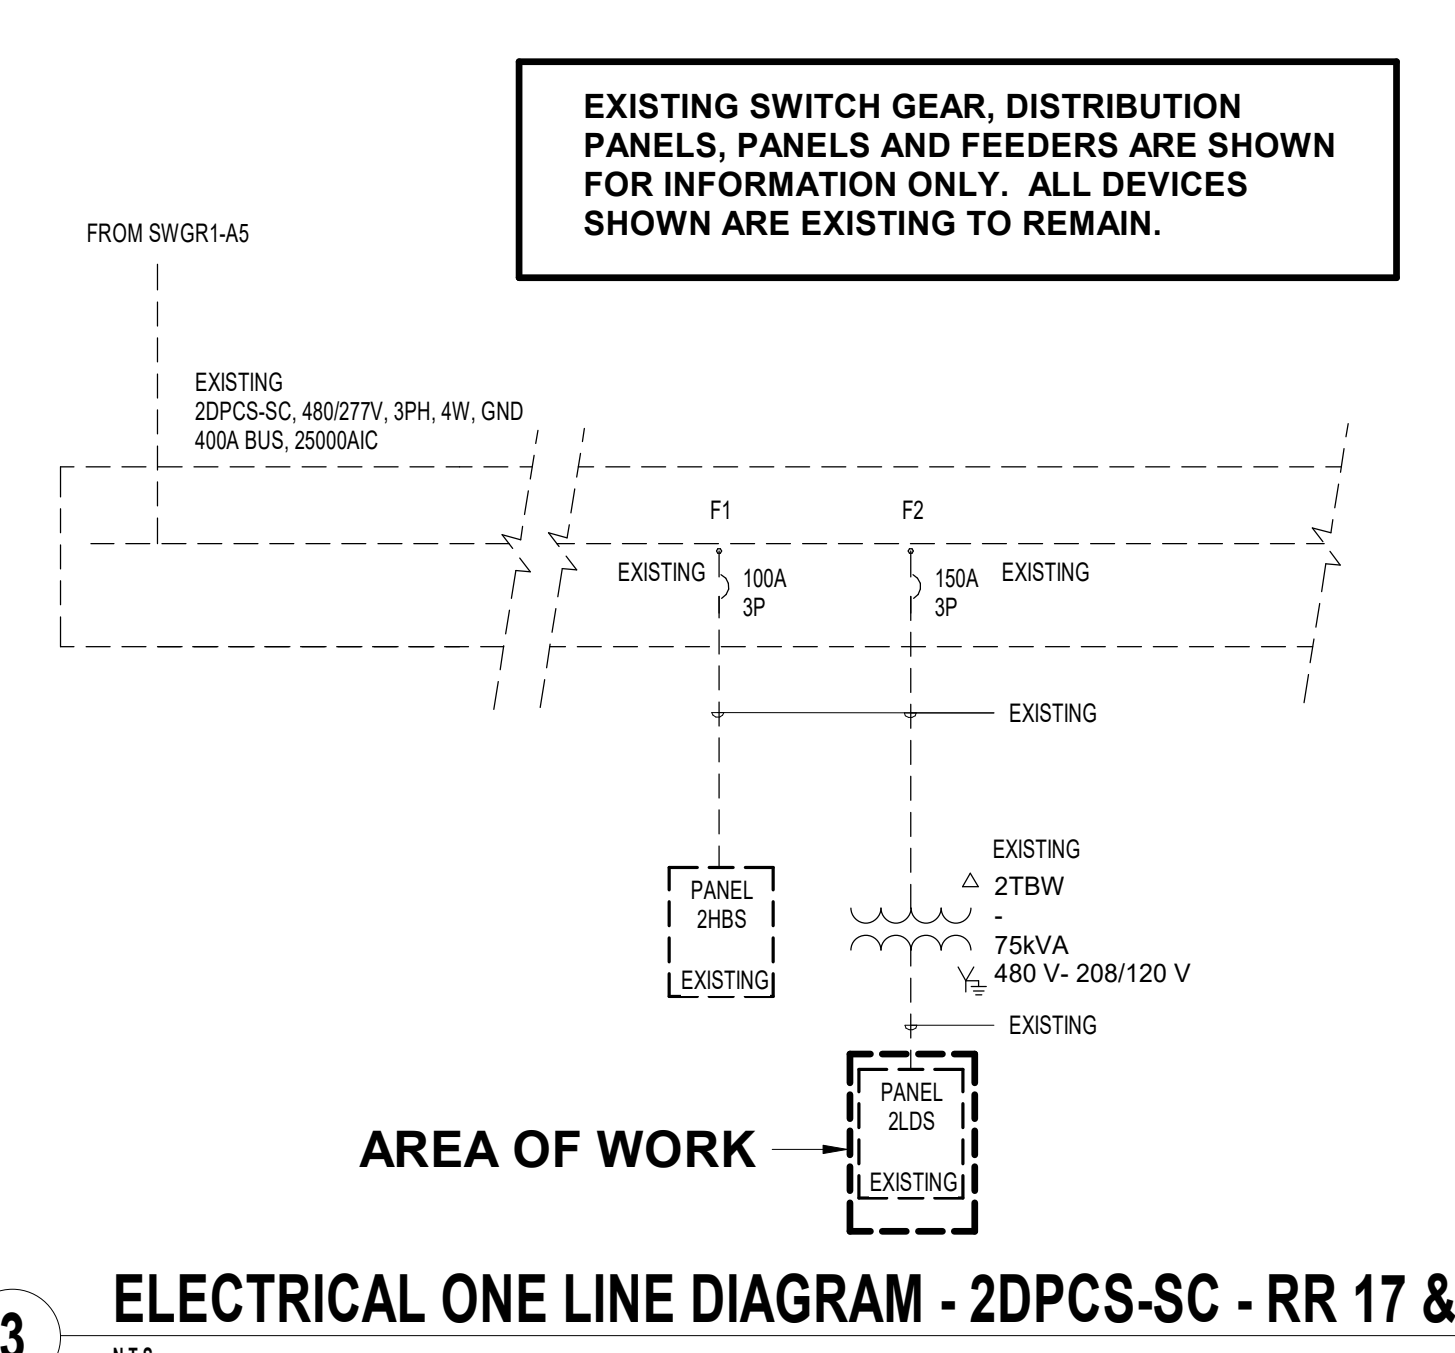 EXISTING SWITCH GEAR, DISTRIBUTION
PANELS, PANELS AND FEEDERS ARE SHOWN
FOR INFORMATION ONLY.  ALL DEVICES
SHOWN ARE EXISTING TO REMAIN.
FROM SWGR1-A5
EXISTING
2DPCS-SC, 480/277V, 3PH, 4W, GND
400A BUS, 25000AIC
F1
F2
EXISTING
100A
3P
150A
3P
EXISTING
EXISTING
EXISTING
2TBW
-
75kVA
480 V- 208/120 V
PANEL
2HBS
EXISTING
EXISTING
PANEL
2LDS
EXISTING
AREA OF WORK
ELECTRICAL ONE LINE DIAGRAM - 2DPCS-SC - RR 17 &
3